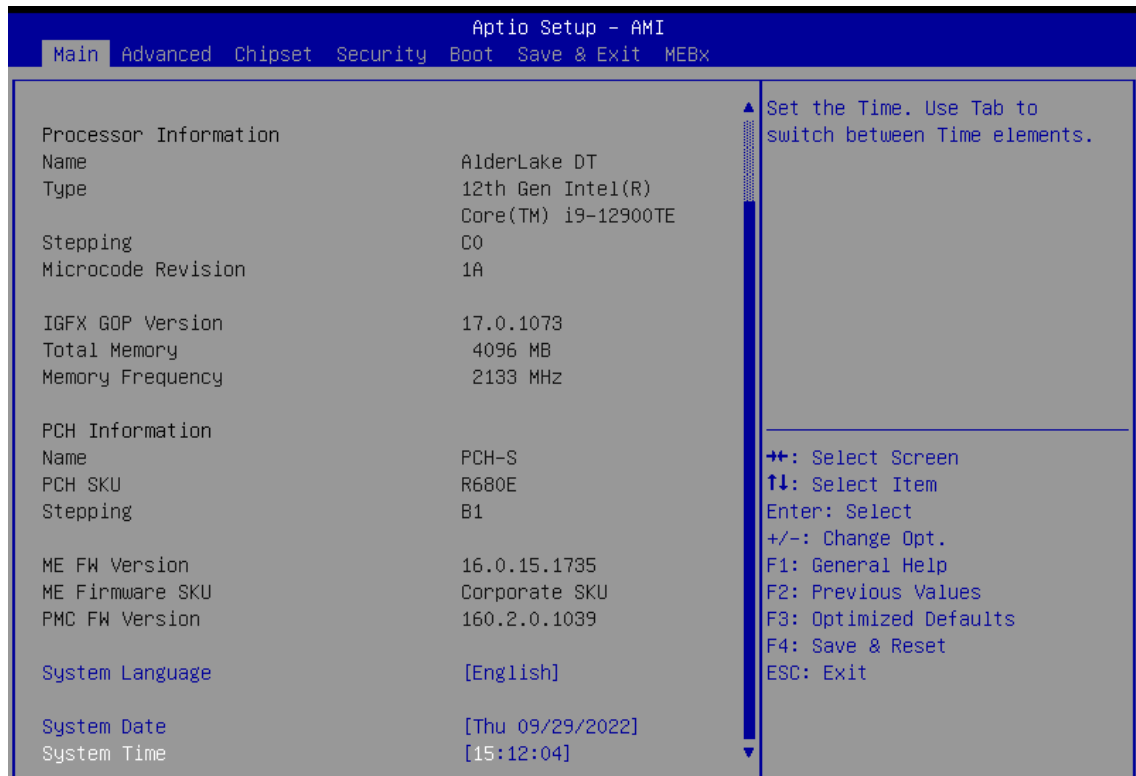 Aptio Setup – AMI
Main Advanced Chipset Security Boot Save & Exit MEBx
Processor Information
Name AlderLake DT
Type 12th Gen Intel(R)
Core(TM) i9-12900TE
Stepping C0
Microcode Revision 1A
IGFX GOP Version 17.0.1073
Total Memory 4096 MB
Memory Frequency 2133 MHz
PCH Information
Name PCH-S
PCH SKU R680E
Stepping B1
ME FW Version 16.0.15.1735
ME Firmware SKU Corporate SKU
PMC FW Version 160.2.0.1039
System Language [English]
System Date [Thu 09/29/2022]
System Time [15:12:04]
Set the Time. Use Tab to
switch between Time elements.
→←: Select Screen
↑↓: Select Item
Enter: Select
+/-: Change Opt.
F1: General Help
F2: Previous Values
F3: Optimized Defaults
F4: Save & Reset
ESC: Exit